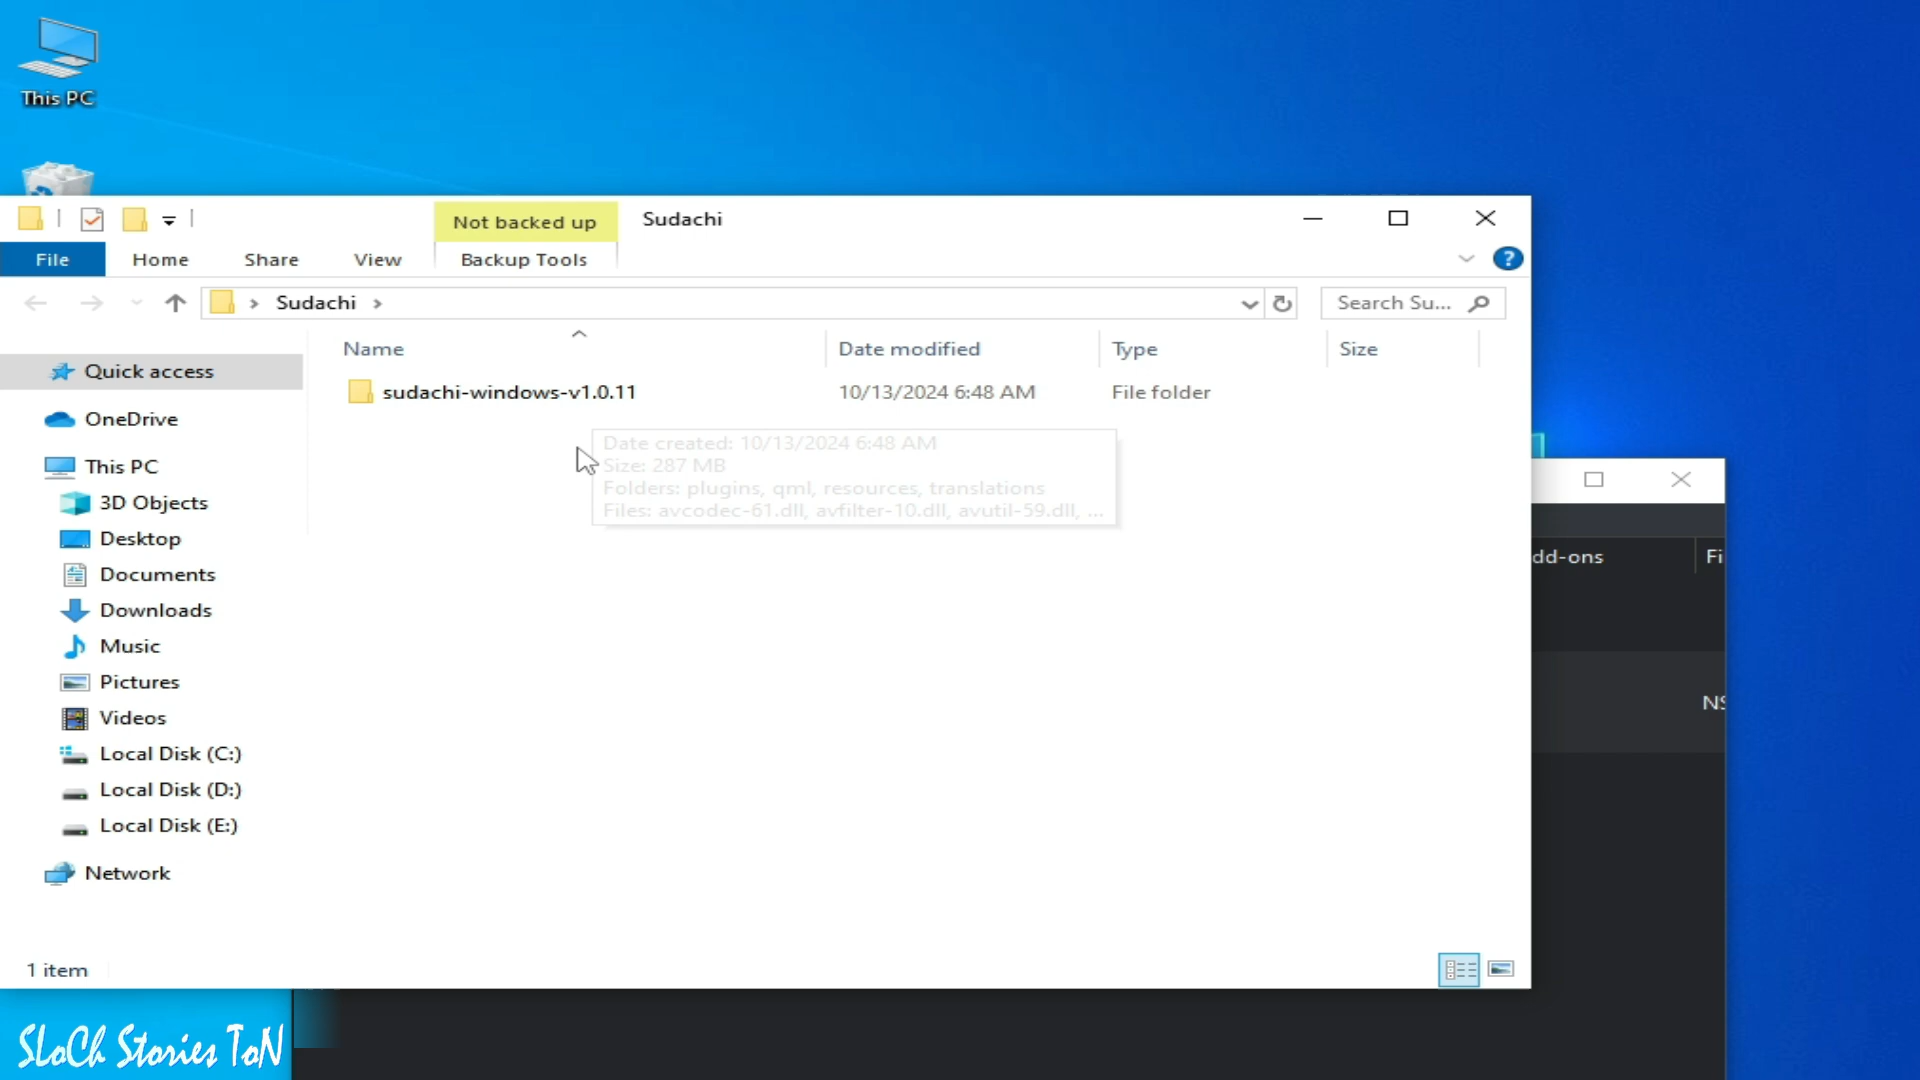 This PC
Not backed up
Sudachi
File
Home
Share
View
Backup Tools
?
Sudachi
Search Su...
Name
Date modified
Type
Size
sudachi-windows-v1.0.11
10/13/2024 6:48 AM
File folder
Date created: 10/13/2024 6:48 AM
Size: 287 MB
Folders: plugins, qml, resources, translations
Files: avcodec-61.dll, avfilter-10.dll, avutil-59.dll, ...
Quick access
OneDrive
This PC
3D Objects
Desktop
Documents
Downloads
Music
Pictures
Videos
Local Disk (C:)
Local Disk (D:)
Local Disk (E:)
Network
dd-ons
Fi
NS
1 item
SLoCh Stories ToN